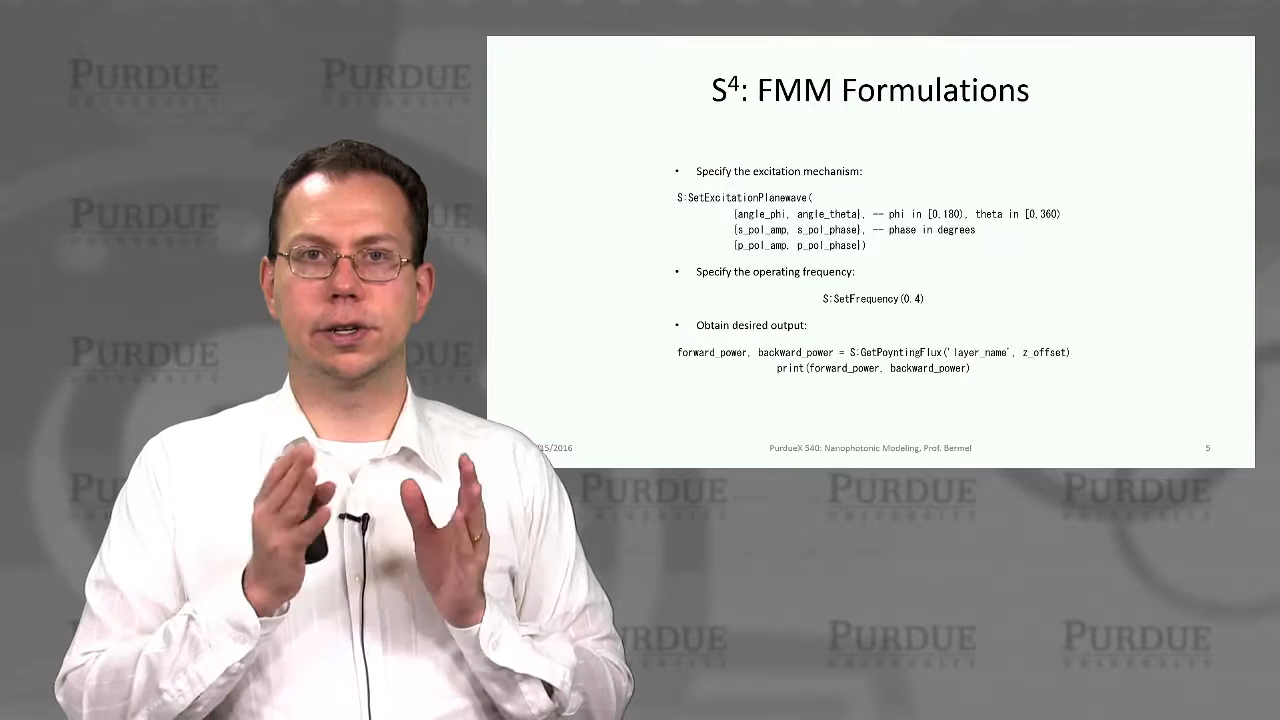 PURDUE
PURDUE
S⁴: FMM Formulations
• Specify the excitation mechanism:
PURDUE
PURDUE
S:SetExcitationPlanewave(
{angle_phi, angle_theta}, -- phi in [0,180), theta in [0,360)
{s_pol_amp, s_pol_phase}, -- phase in degrees
{p_pol_amp, p_pol_phase})
• Specify the operating frequency:
S:SetFrequency(0.4)
• Obtain desired output:
PURDUE
PURDUE
forward_power, backward_power = S:GetPoyntingFlux('layer_name', z_offset)
print(forward_power, backward_power)
/15/2016
PurdueX 540: Nanophotonic Modeling, Prof. Bermel
5
PURDUE
PURDUE
PURDUE
PURDUE
PURDUE